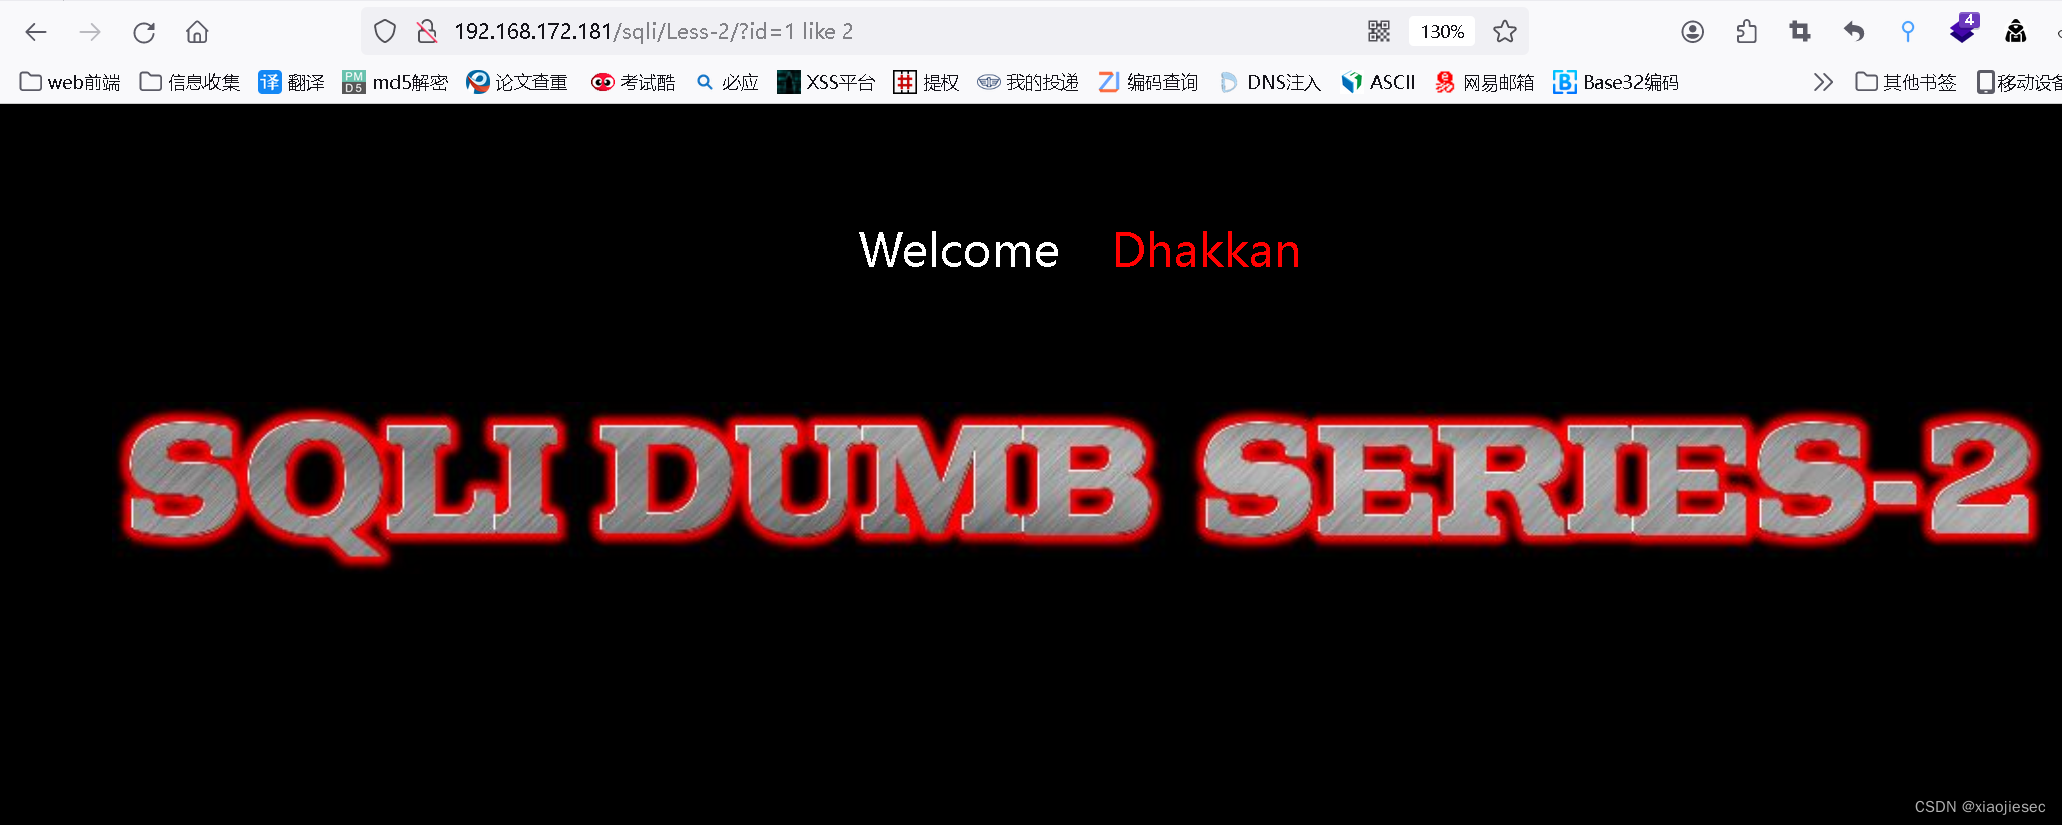 192.168.172.181/sqli/Less-2/?id=1 like 2
130%
4
web前端 信息收集 译 翻译 PM D5 md5解密 论文查重 考试酷 必应 XSS平台 提权 我的投递 编码查询 DNS注入 ASCII 网易邮箱 Base32编码 其他书签 移动设备
Welcome Dhakkan
SQLI DUMB SERIES-2
CSDN @xiaojiesec